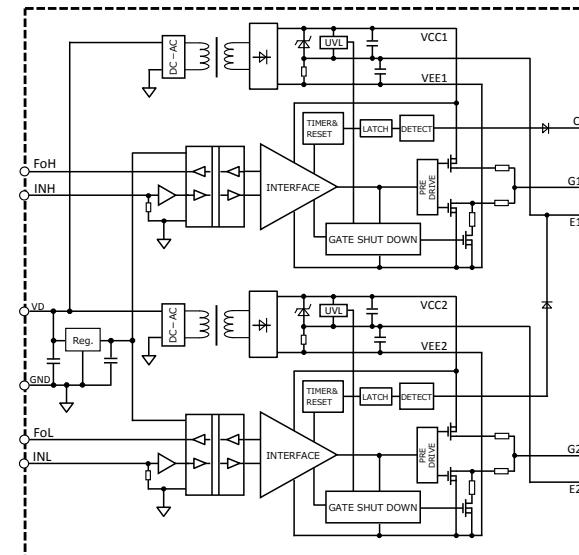 VCC1
UVL
DC-AC
VEE1
TIMER&
RESET
LATCH
DETECT
FoH
INTERFACE
PRE
DRIVE
G1
INH
E1
GATE SHUT DOWN
VD
VCC2
UVL
DC-AC
Reg.
VEE2
GND
TIMER&
RESET
LATCH
DETECT
FoL
INTERFACE
PRE
DRIVE
G2
INL
E2
GATE SHUT DOWN